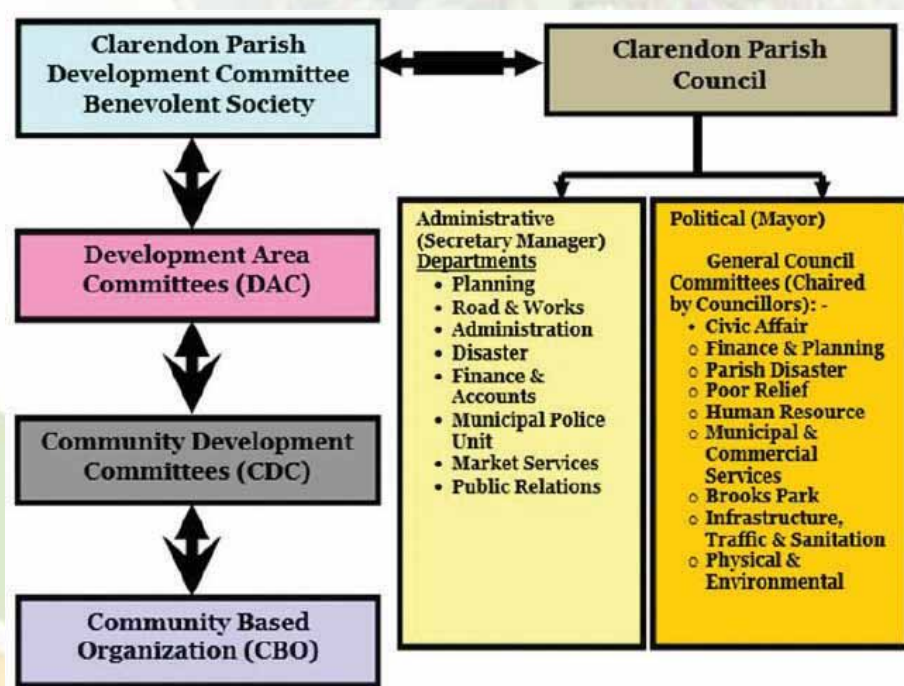 Clarendon Parish
Development Committee
Benevolent Society
Clarendon Parish
Council
Development Area
Committees (DAC)
Community Development
Committees (CDC)
Community Based
Organization (CBO)
Administrative
(Secretary Manager)
Departments
• Planning
• Road & Works
• Administration
• Disaster
• Finance &
Accounts
• Municipal Police
Unit
• Market Services
• Public Relations
Political (Mayor)
General Council
Committees (Chaired
by Councillors): -
• Civic Affair
o Finance & Planning
o Parish Disaster
o Poor Relief
o Human Resource
o Municipal &
Commercial
Services
o Brooks Park
o Infrastructure,
Traffic & Sanitation
o Physical &
Environmental